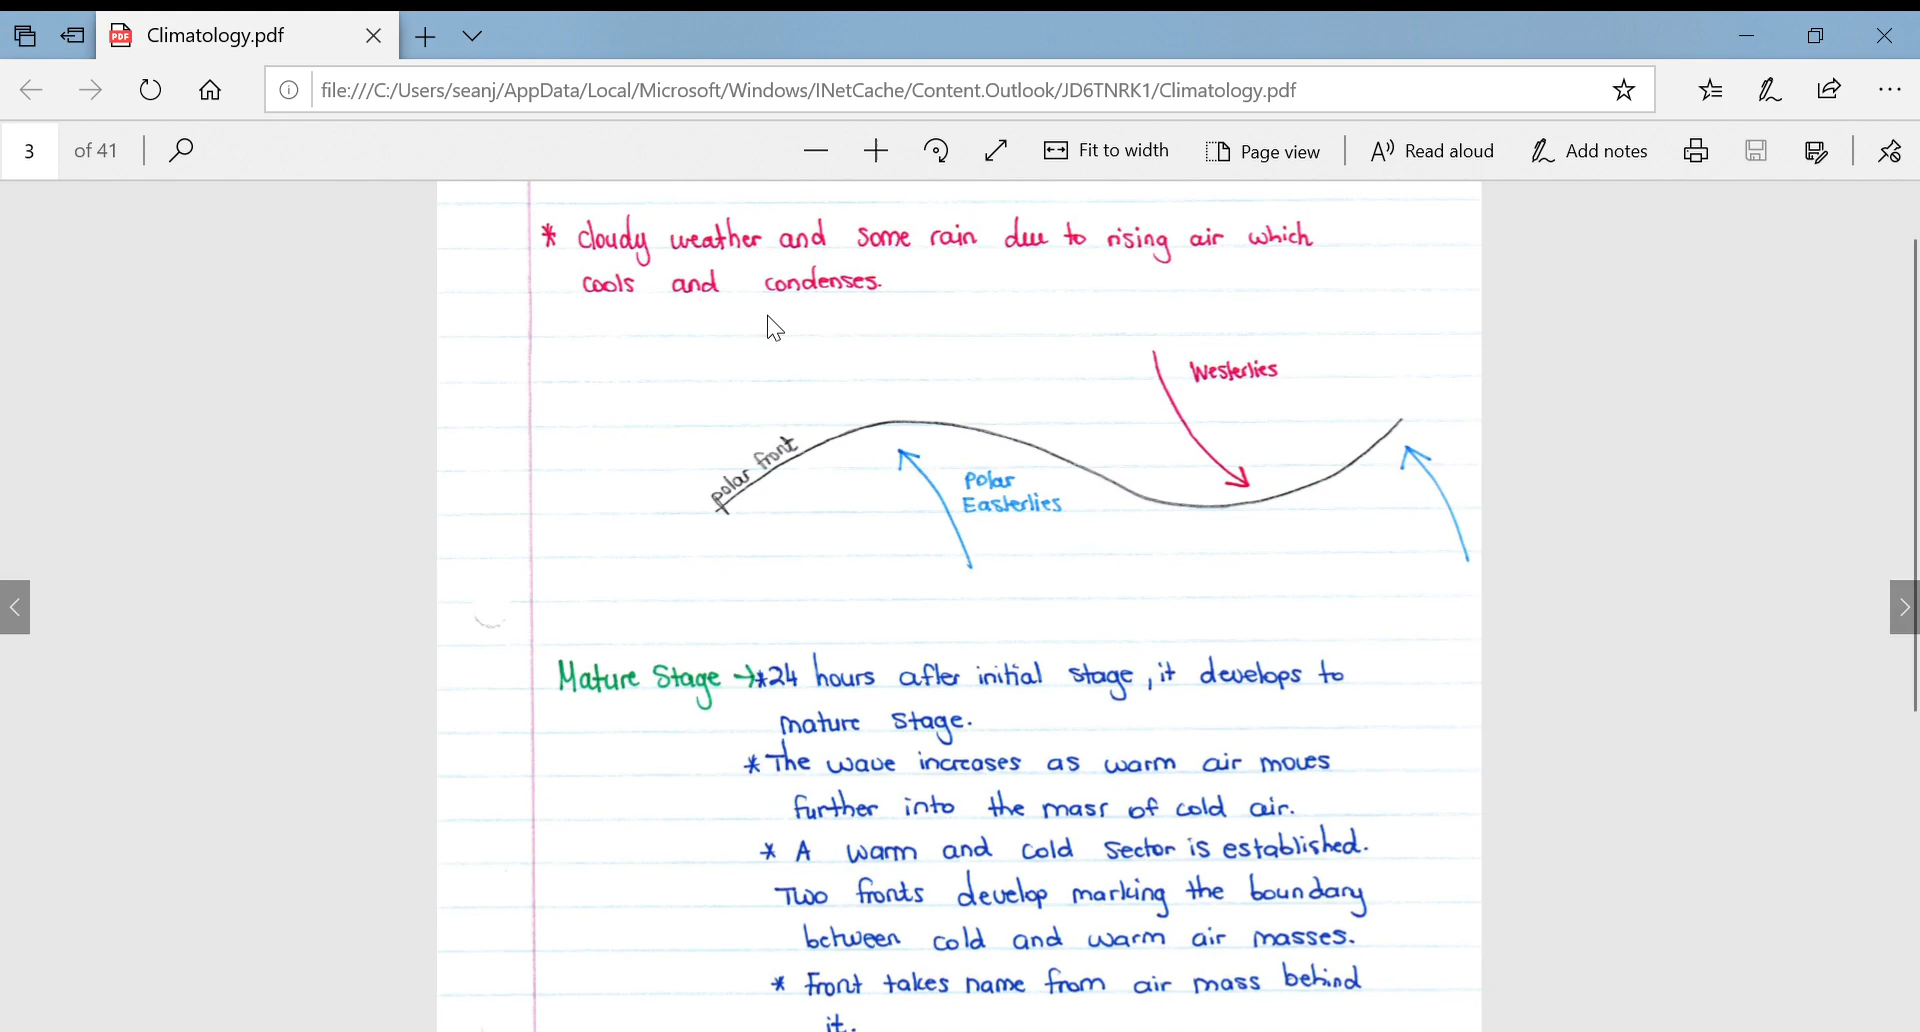 Climatology.pdf
file:///C:/Users/seanj/AppData/Local/Microsoft/Windows/INetCache/Content.Outlook/JD6TNRK1/Climatology.pdf
3 of 41
Fit to width
Page view
Read aloud
Add notes
* Cloudy weather and some rain due to rising air which
cools and condenses.
Westerlies
polar front
Polar
Easterlies
Mature Stage → *24 hours after initial stage, it develops to
mature stage.
* The wave increases as warm air moves
further into the mass of cold air.
* A warm and cold sector is established.
Two fronts develop marking the boundary
between cold and warm air masses.
* Front takes name from air mass behind
it.